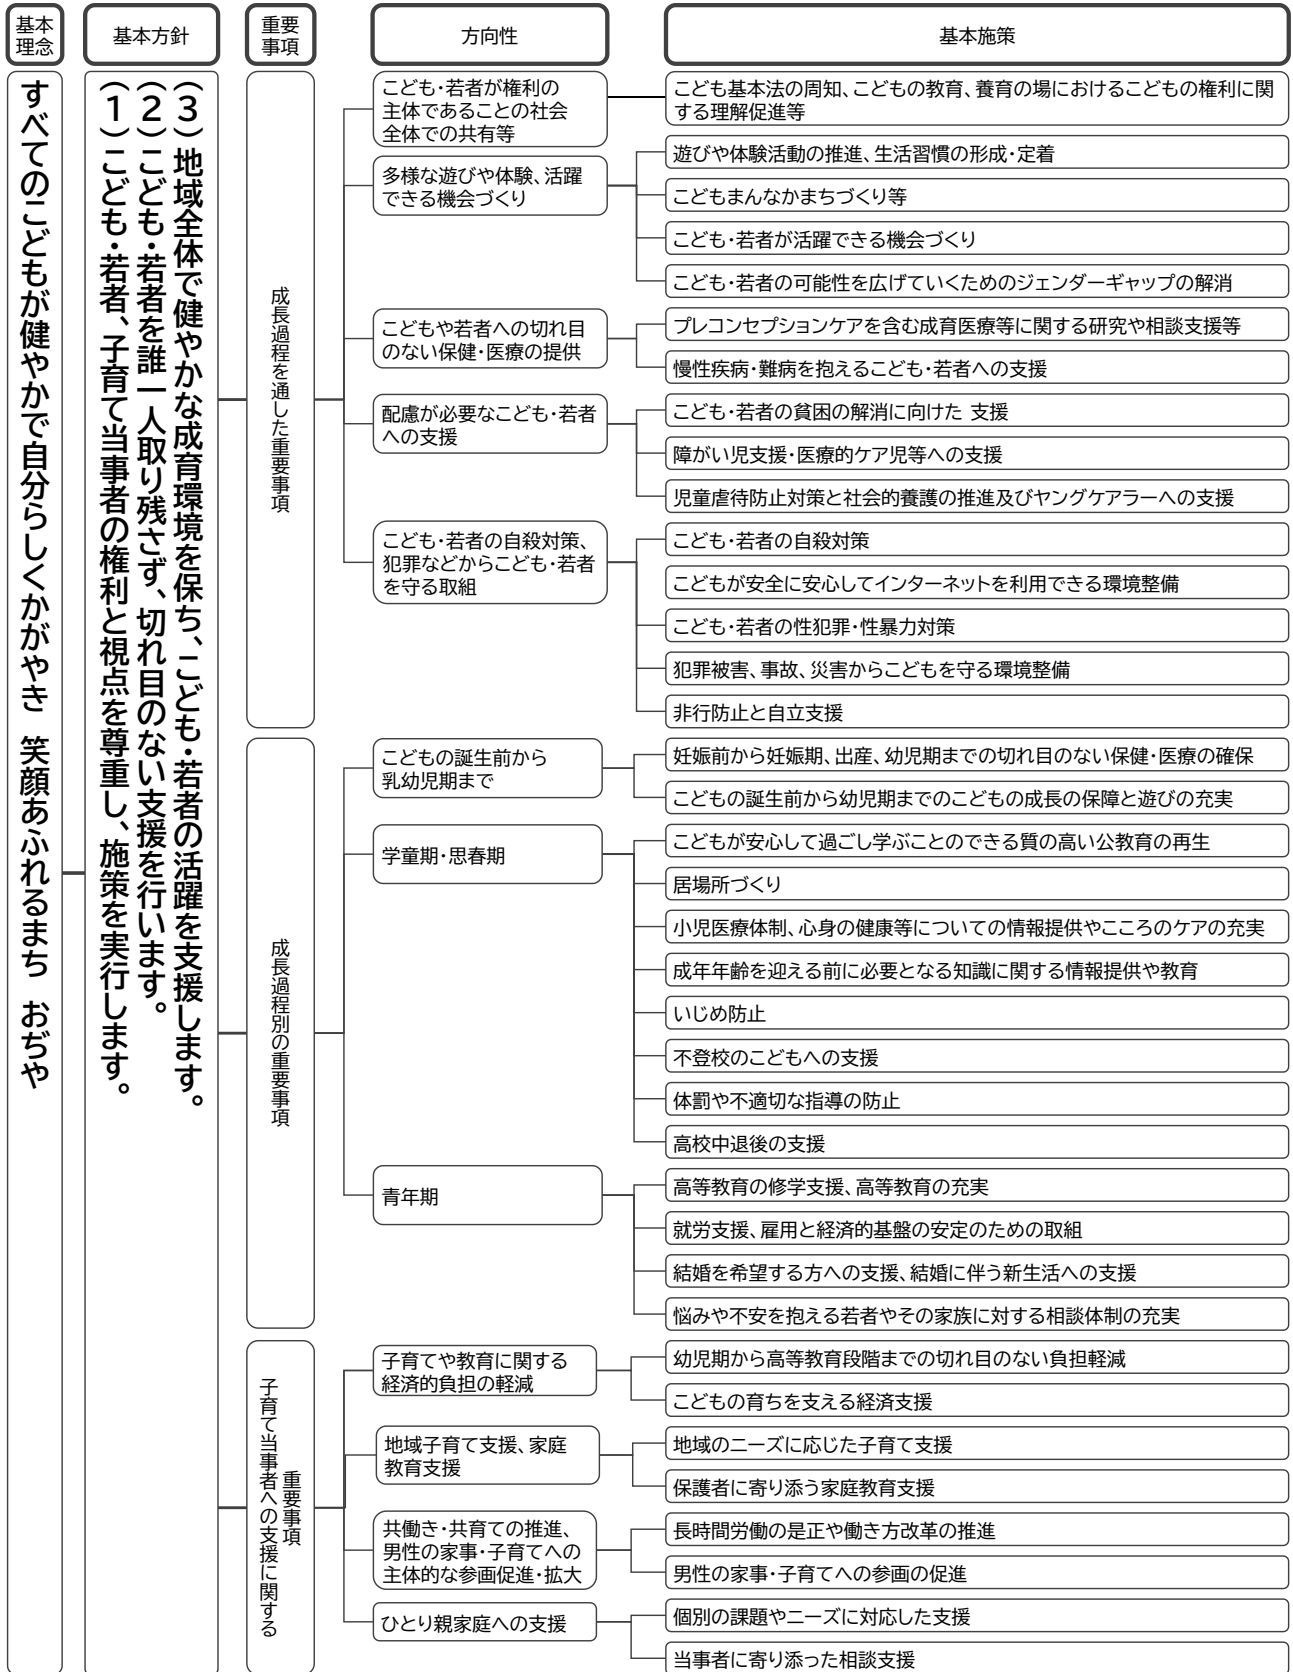 基本
理念
基本方針
重要
事項
方向性
基本施策
すべてのこどもが健やかで自分らしくかがやき　笑顔あふれるまち　おぢや
(1)こども・若者、子育て当事者の権利と視点を尊重し、施策を実行します。
(2)こども・若者を誰一人取り残さず、切れ目のない支援を行います。
(3)地域全体で健やかな成育環境を保ち、こども・若者の活躍を支援します。
成長過程を通した重要事項
こども・若者が権利の
主体であることの社会
全体での共有等
こども基本法の周知、こどもの教育、養育の場におけるこどもの権利に関
する理解促進等
多様な遊びや体験、活躍
できる機会づくり
遊びや体験活動の推進、生活習慣の形成・定着
こどもまんなかまちづくり等
こども・若者が活躍できる機会づくり
こども・若者の可能性を広げていくためのジェンダーギャップの解消
こどもや若者への切れ目
のない保健・医療の提供
プレコンセプションケアを含む成育医療等に関する研究や相談支援等
慢性疾病・難病を抱えるこども・若者への支援
配慮が必要なこども・若者
への支援
こども・若者の貧困の解消に向けた 支援
障がい児支援・医療的ケア児等への支援
児童虐待防止対策と社会的養護の推進及びヤングケアラーへの支援
こども・若者の自殺対策、
犯罪などからこども・若者
を守る取組
こども・若者の自殺対策
こどもが安全に安心してインターネットを利用できる環境整備
こども・若者の性犯罪・性暴力対策
犯罪被害、事故、災害からこどもを守る環境整備
非行防止と自立支援
成長過程別の重要事項
こどもの誕生前から
乳幼児期まで
妊娠前から妊娠期、出産、幼児期までの切れ目のない保健・医療の確保
こどもの誕生前から幼児期までのこどもの成長の保障と遊びの充実
学童期・思春期
こどもが安心して過ごし学ぶことのできる質の高い公教育の再生
居場所づくり
小児医療体制、心身の健康等についての情報提供やこころのケアの充実
成年年齢を迎える前に必要となる知識に関する情報提供や教育
いじめ防止
不登校のこどもへの支援
体罰や不適切な指導の防止
高校中退後の支援
青年期
高等教育の修学支援、高等教育の充実
就労支援、雇用と経済的基盤の安定のための取組
結婚を希望する方への支援、結婚に伴う新生活への支援
悩みや不安を抱える若者やその家族に対する相談体制の充実
子育て当事者への支援に関する
重要事項
子育てや教育に関する
経済的負担の軽減
幼児期から高等教育段階までの切れ目のない負担軽減
こどもの育ちを支える経済支援
地域子育て支援、家庭
教育支援
地域のニーズに応じた子育て支援
保護者に寄り添う家庭教育支援
共働き・共育ての推進、
男性の家事・子育てへの
主体的な参画促進・拡大
長時間労働の是正や働き方改革の推進
男性の家事・子育てへの参画の促進
ひとり親家庭への支援
個別の課題やニーズに対応した支援
当事者に寄り添った相談支援